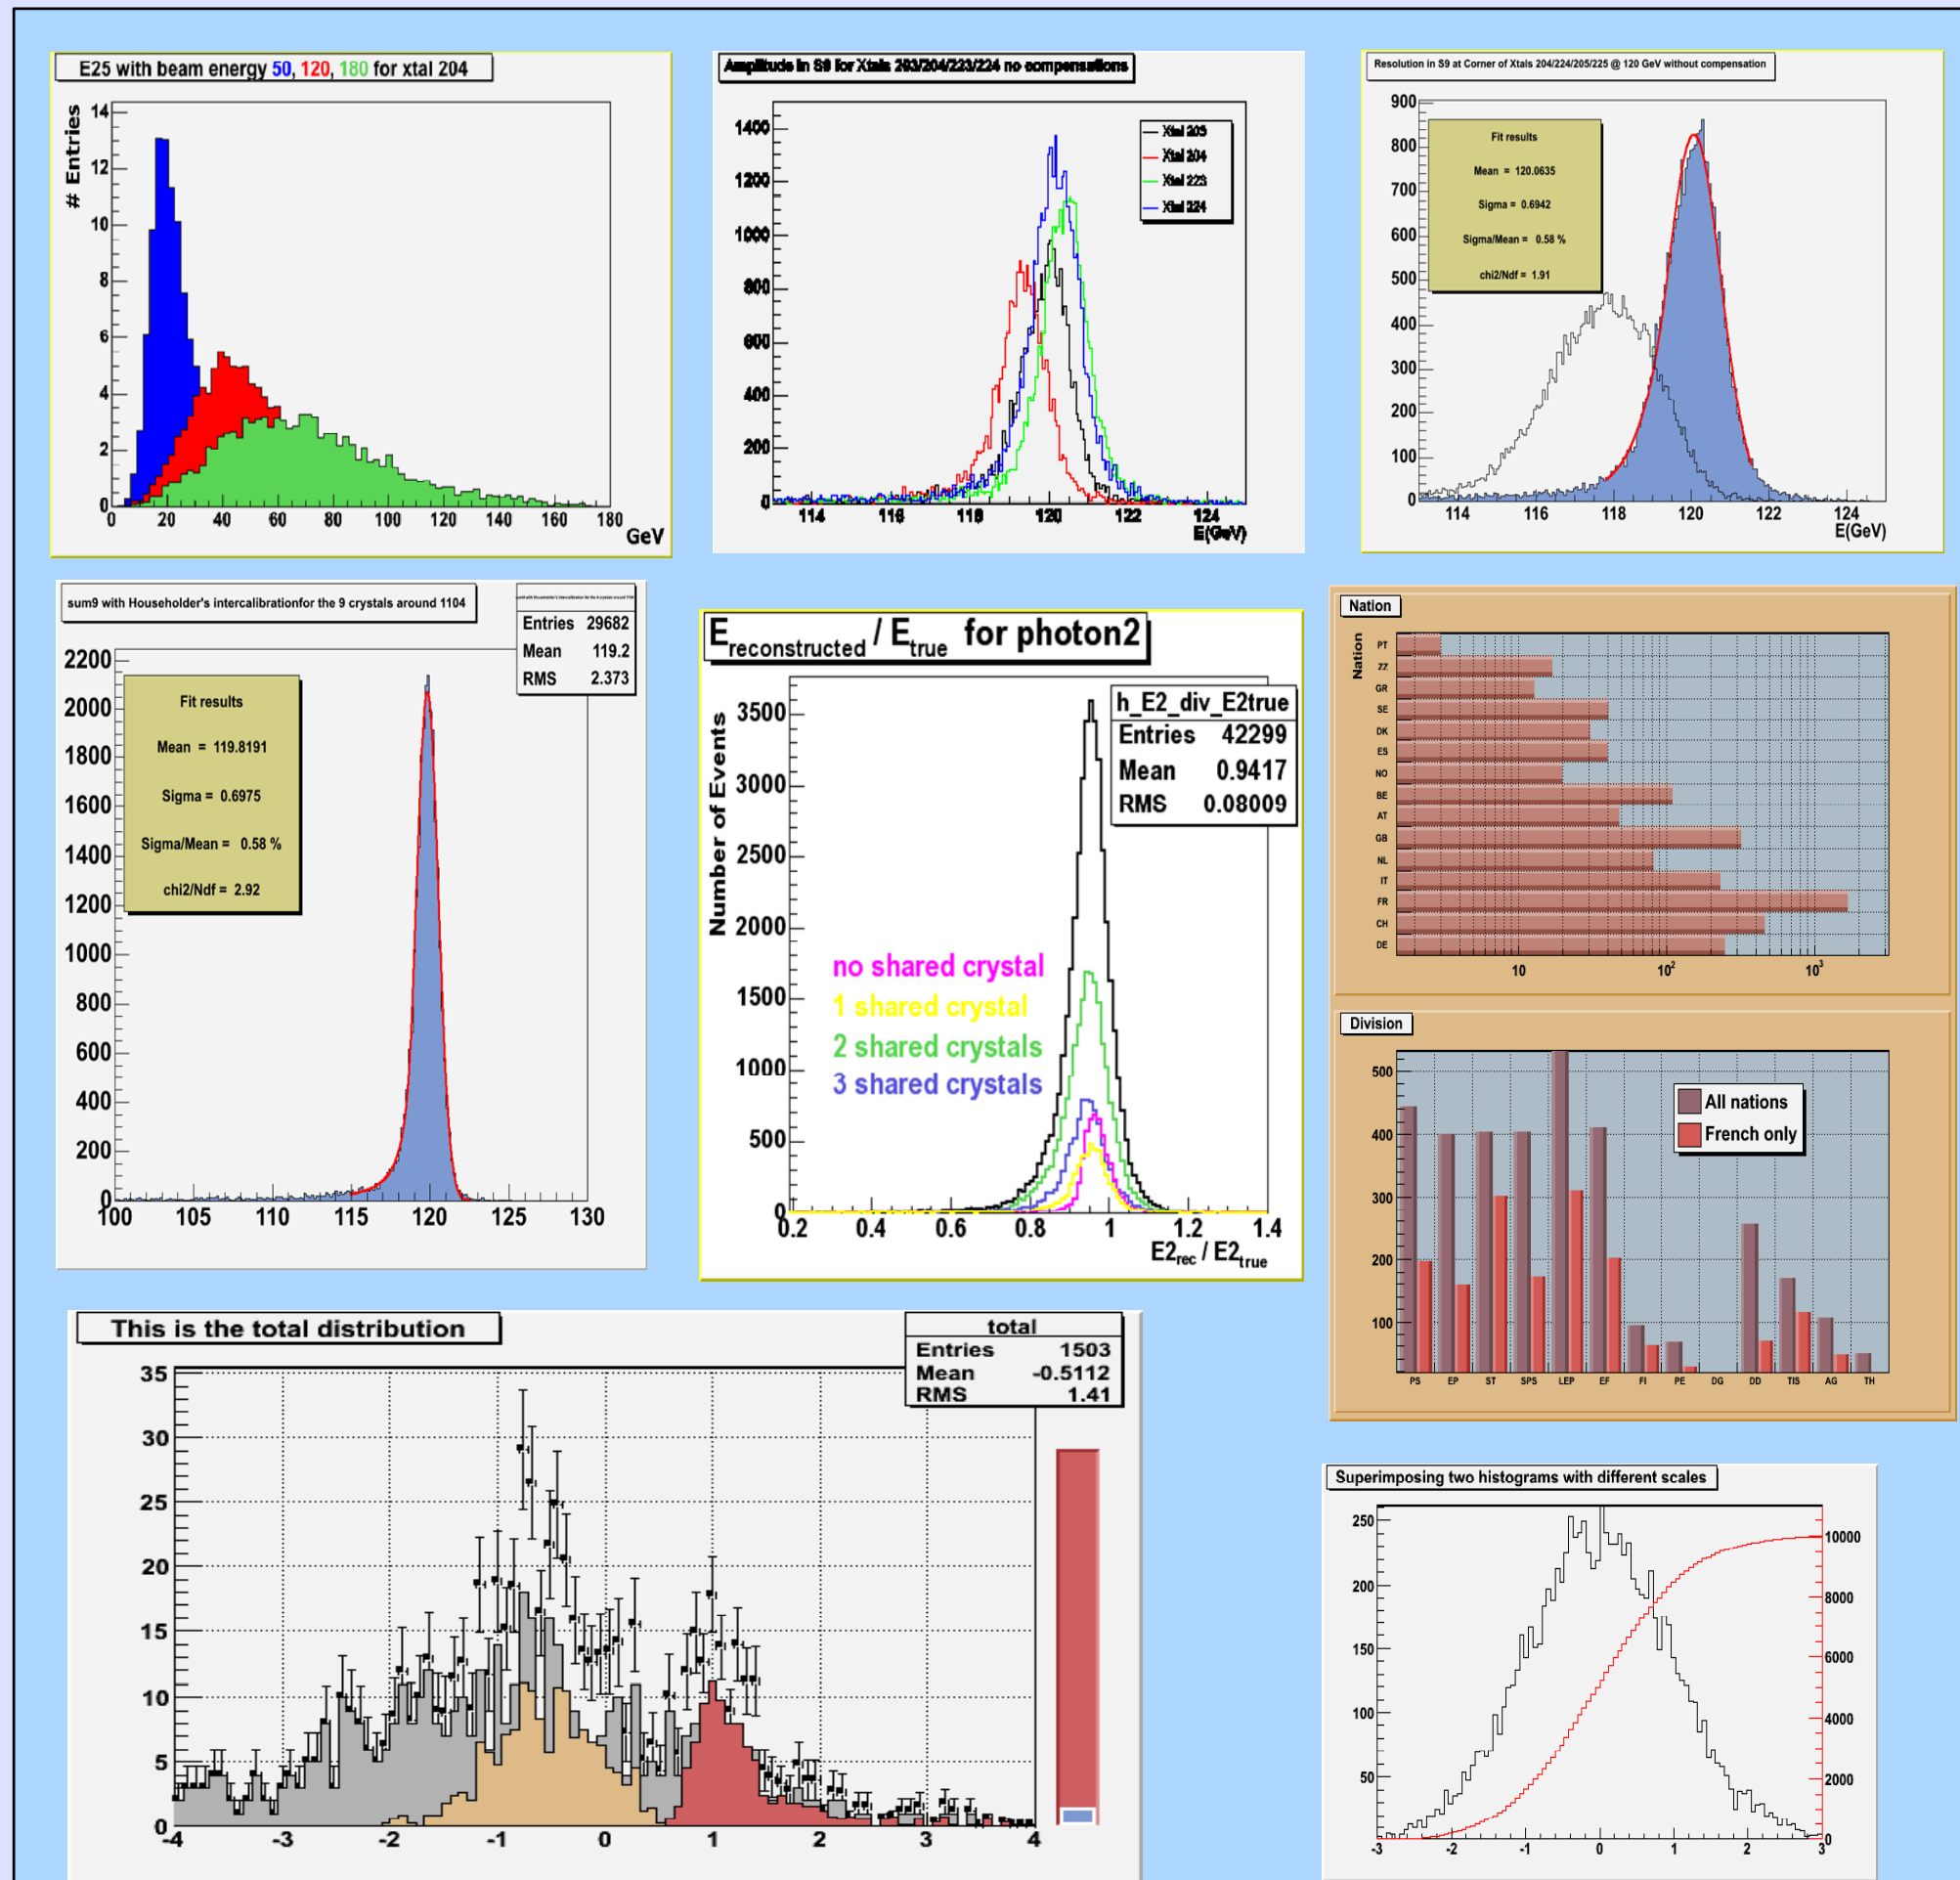 E25 with beam energy 50, 120, 180 for xtal 204
# Entries
14
12
10
8
6
4
2
0
0 20 40 60 80 100 120 140 160 180
GeV
Amplitude in S9 for Xtals 203/204/223/224 no compensations
1400
1200
1000
800
600
400
200
0
Xtal 203
Xtal 204
Xtal 223
Xtal 224
114 116 118 120 122 124
E(GeV)
Resolution in S9 at Corner of Xtals 204/224/205/225 @ 120 GeV without compensation
900
800
700
600
500
400
300
200
100
0
Fit results
Mean = 120.0635
Sigma = 0.6942
Sigma/Mean = 0.58 %
chi2/Ndf = 1.91
114 116 118 120 122 124
E(GeV)
sum9 with Householder's intercalibrationfor the 9 crystals around 1104
sum9 with Householder's intercalibrationfor the 9 crystals around 1104
Entries 29682
Mean 119.2
RMS 2.373
2200
2000
1800
1600
1400
1200
1000
800
600
400
200
0
Fit results
Mean = 119.8191
Sigma = 0.6975
Sigma/Mean = 0.58 %
chi2/Ndf = 2.92
100 105 110 115 120 125 130
Ereconstructed / Etrue for photon2
Number of Events
3500
3000
2500
2000
1500
1000
500
0
h_E2_div_E2true
Entries 42299
Mean 0.9417
RMS 0.08009
no shared crystal
1 shared crystal
2 shared crystals
3 shared crystals
0.2 0.4 0.6 0.8 1 1.2 1.4
E2rec / E2true
Nation
Nation
PT
ZZ
GR
SE
DK
ES
NO
BE
AT
GB
NL
IT
FR
CH
DE
10 10² 10³
Division
500
400
300
200
100
All nations
French only
PS EP ST SPS LEP EF FI PE DG DD TIS AG TH
This is the total distribution
total
Entries 1503
Mean -0.5112
RMS 1.41
35
30
25
20
15
10
5
0
-4 -3 -2 -1 0 1 2 3 4
Superimposing two histograms with different scales
250
200
150
100
50
10000
8000
6000
4000
2000
0
-3 -2 -1 0 1 2 3